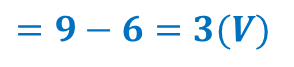 = 9 − 6 = 3(V)